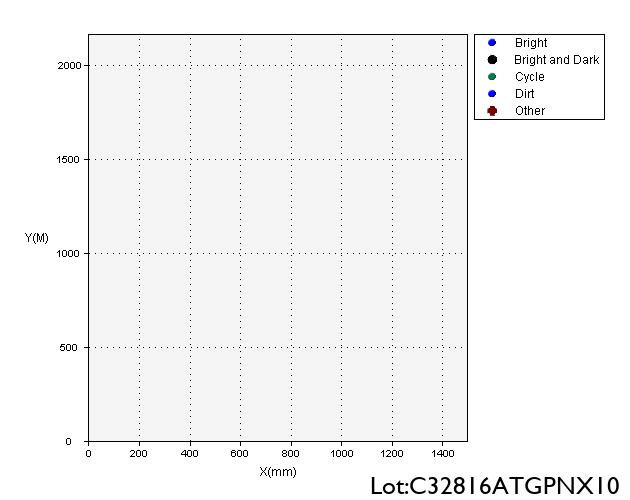 Bright
Bright and Dark
Cycle
Dirt
Other
2000
1500
Y(M)
1000
500
0
0 200 400 600 800 1000 1200 1400
X(mm)
Lot:C32816ATGPNX10